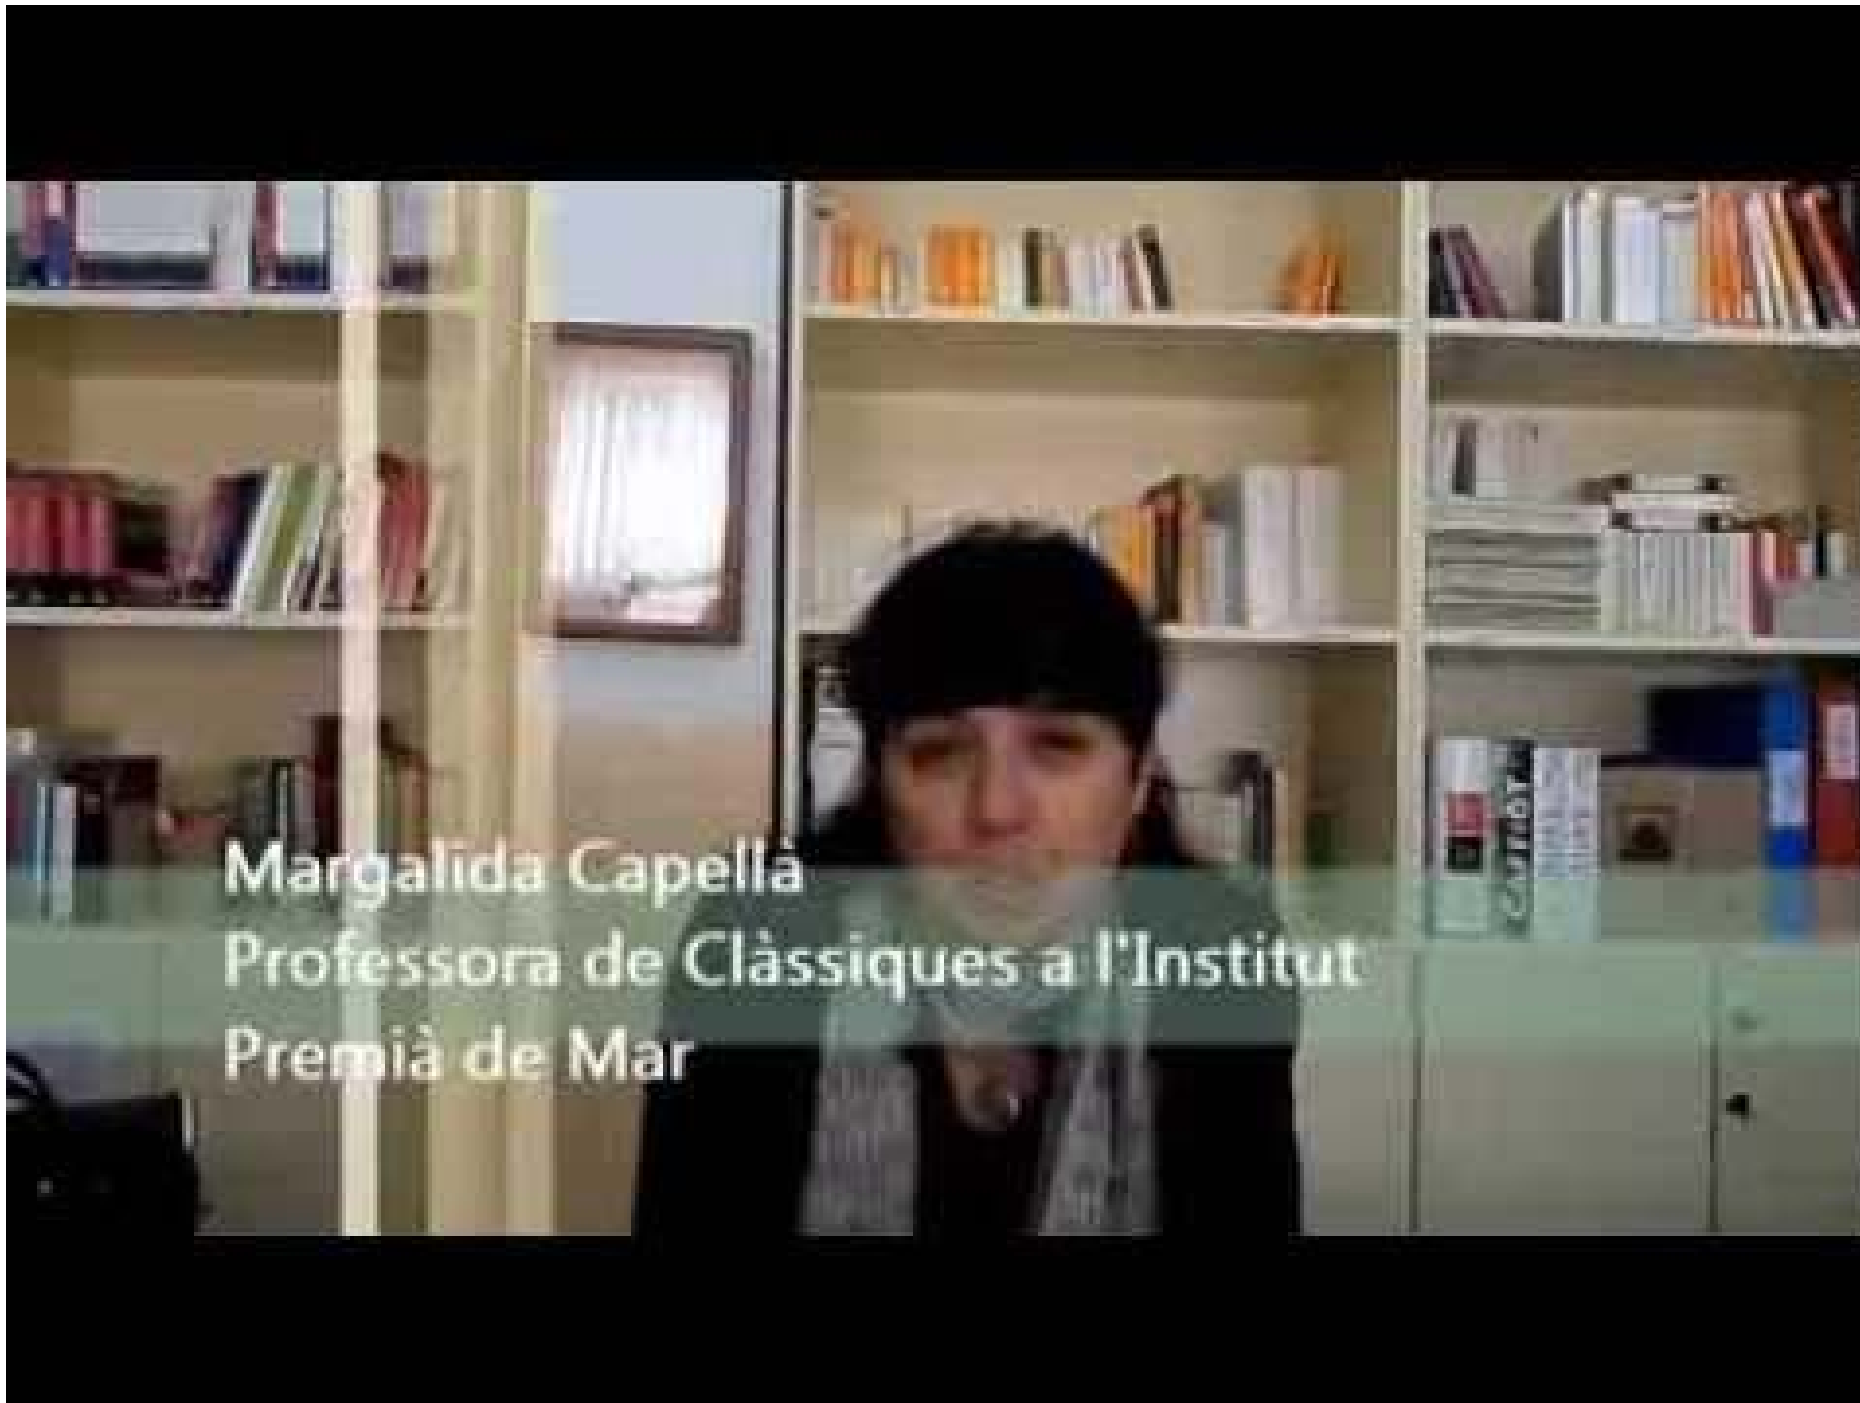 Margalida Capellà
Professora de Clàssiques a l'Institut
Premià de Mar